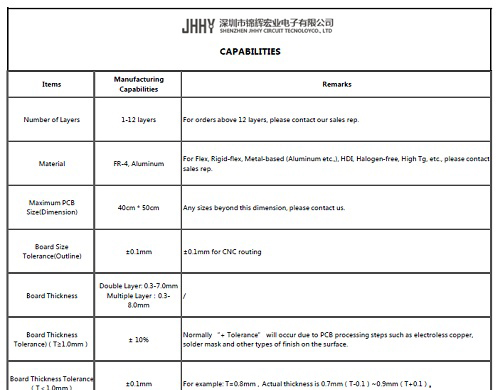 JHHY 深圳市锦辉宏业电子有限公司
SHENZHEN JHHY CIRCUIT TECNOLOYCO., LTD
CAPABILITIES
Items
Manufacturing
Capabilities
Remarks
Number of Layers
1-12 layers
For orders above 12 layers, please contact our sales rep.
Material
FR-4, Aluminum
For Flex, Rigid-flex, Metal-based (Aluminum etc.,), HDI, Halogen-free, High Tg, etc., please contact
sales rep.
Maximum PCB
Size(Dimension)
40cm * 50cm
Any sizes beyond this dimension, please contact us.
Board Size
Tolerance(Outline)
±0.1mm
±0.1mm for CNC routing
Board Thickness
Double Layer: 0.3-7.0mm
Multiple Layer：0.3-
8.0mm
/
Board Thickness
Tolerance)（T≥1.0mm）
± 10%
Normally “+ Tolerance” will occur due to PCB processing steps such as electroless copper,
solder mask and other types of finish on the surface.
Board Thickness Tolerance
（T＜1.0mm）
±0.1mm
For example: T=0.8mm，Actual thickness is 0.7mm（T-0.1）~0.9mm（T+0.1）。